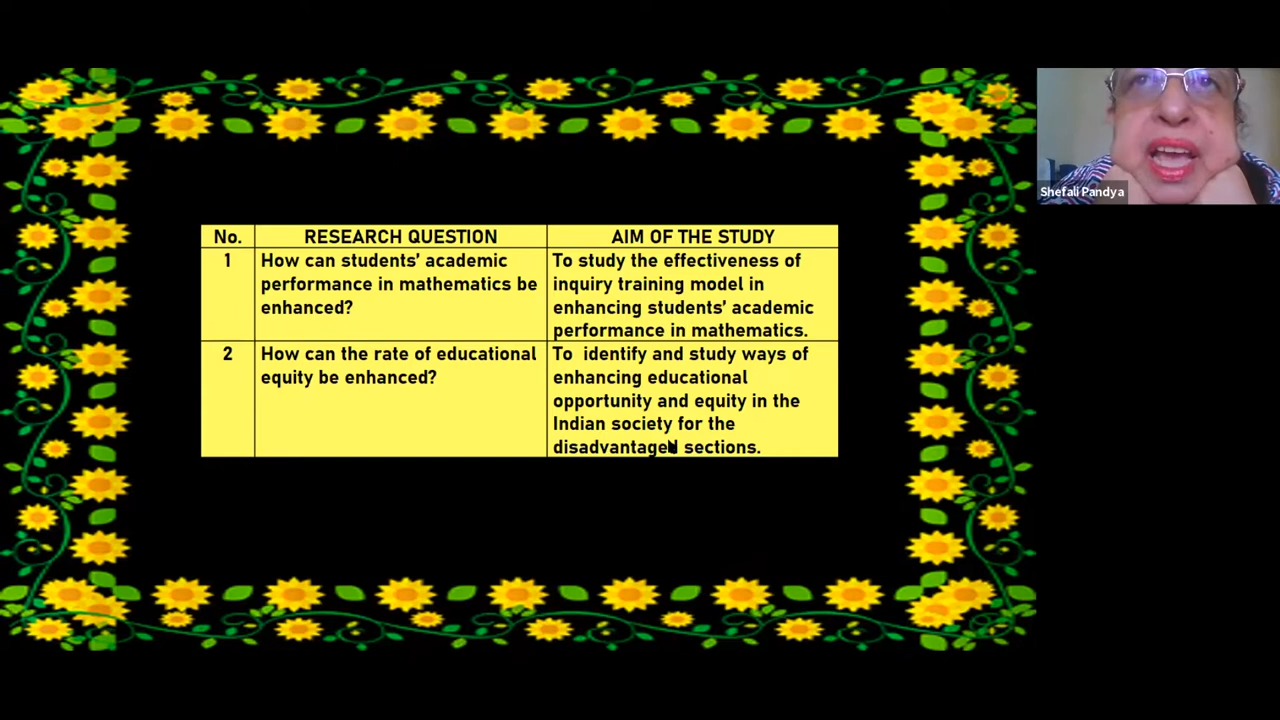 No. RESEARCH QUESTION AIM OF THE STUDY
1 How can students’ academic
performance in mathematics be
enhanced?
To study the effectiveness of
inquiry training model in
enhancing students’ academic
performance in mathematics.
2 How can the rate of educational
equity be enhanced?
To identify and study ways of
enhancing educational
opportunity and equity in the
Indian society for the
disadvantaged sections.
Shefali Pandya